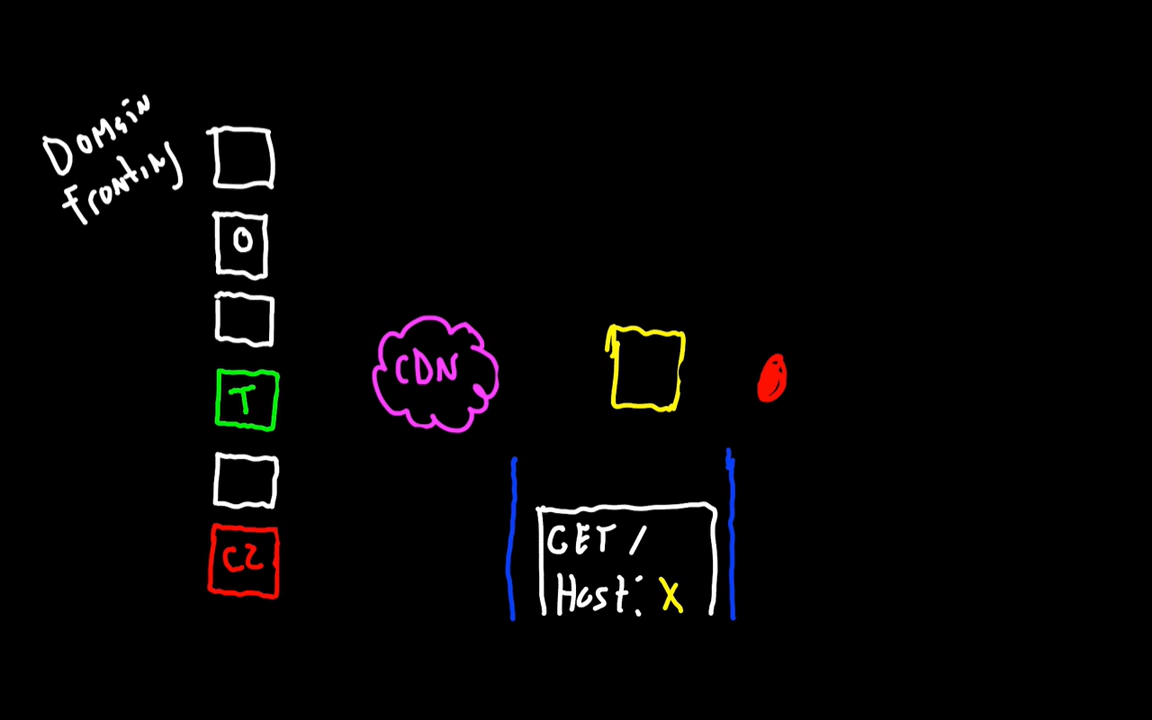 Domain
Fronting
O
T
C2
CDN
GET /
Host: X